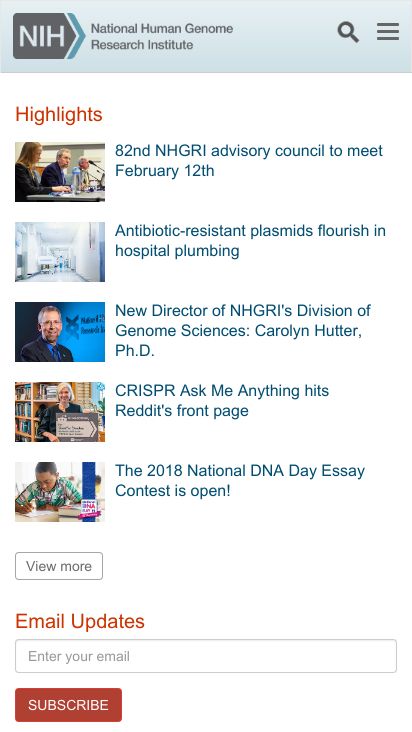 NIH
National Human Genome
Research Institute
Highlights
82nd NHGRI advisory council to meet
February 12th
Antibiotic-resistant plasmids flourish in
hospital plumbing
New Director of NHGRI's Division of
Genome Sciences: Carolyn Hutter,
Ph.D.
CRISPR Ask Me Anything hits
Reddit's front page
The 2018 National DNA Day Essay
Contest is open!
View more
Email Updates
Enter your email
SUBSCRIBE